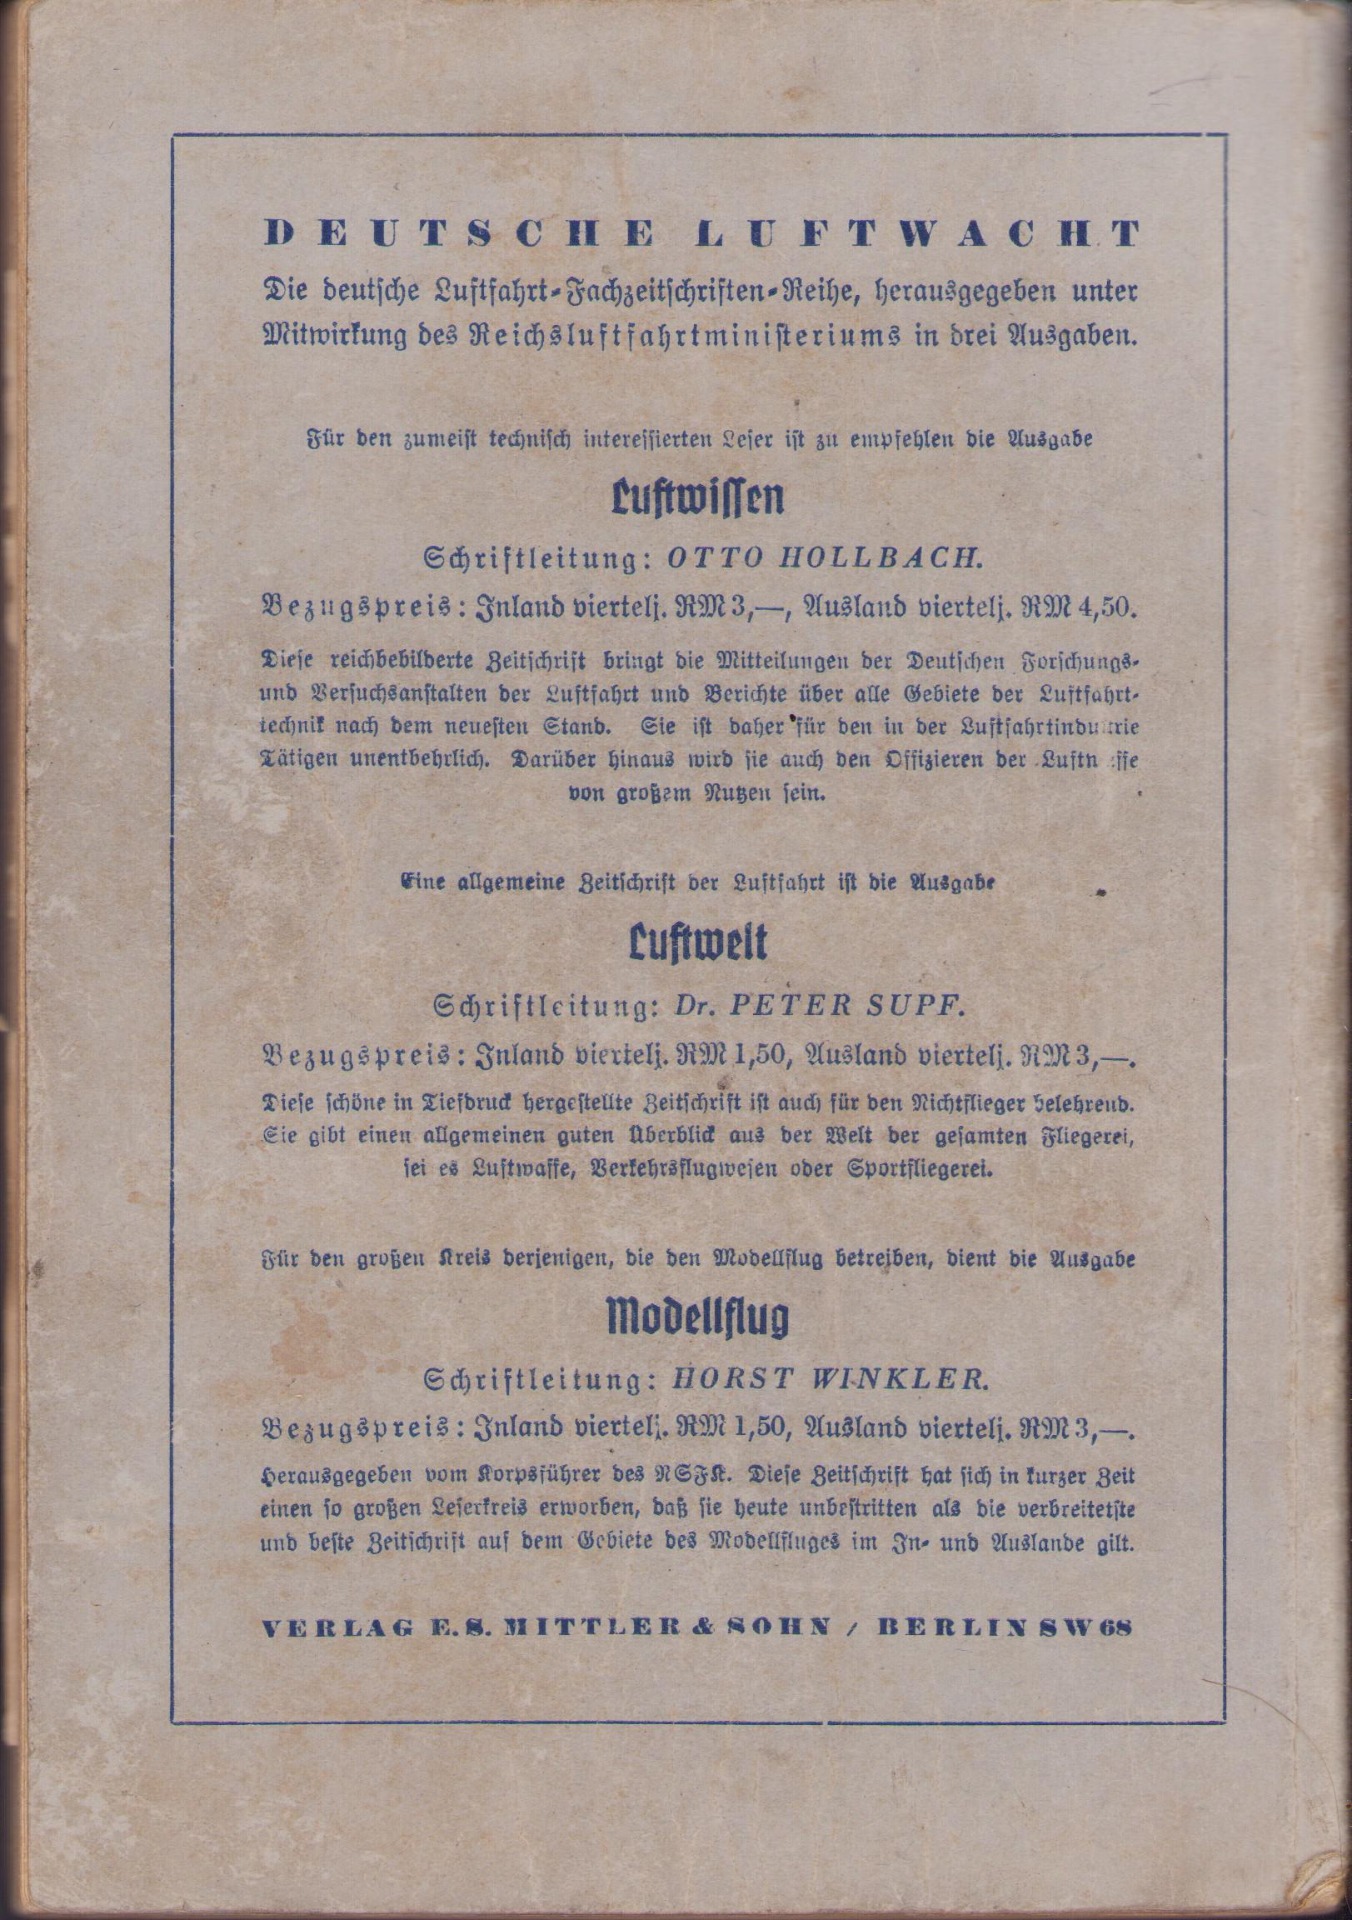 DEUTSCHE LUFTWACHT
Die deutsche Luftfahrt-Fachzeitschriften-Reihe, herausgegeben unter
Mitwirkung des Reichsluftfahrtministeriums in drei Ausgaben.
Für den zumeist technisch interessierten Leser ist zu empfehlen die Ausgabe
Luftwissen
Schriftleitung: OTTO HOLLBACH.
Bezugspreis: Inland viertelj. RM 3,—, Ausland viertelj. RM 4,50.
Diese reichbebilderte Zeitschrift bringt die Mitteilungen der Deutschen Forschungs-
und Versuchsanstalten der Luftfahrt und Berichte über alle Gebiete der Luftfahrt-
technik nach dem neuesten Stand. Sie ist daher für den in der
Tätigen unentbehrlich. Darüber hinaus wird sie auch den Offizieren der
von großem Nutzen sein.
Eine allgemeine Zeitschrift der Luftfahrt ist die Ausgabe
Luftwelt
Schriftleitung: Dr. PETER SUPF.
Bezugspreis: Inland viertelj. RM 1,50, Ausland viertelj. RM 3,—.
Diese schöne in Tiefdruck hergestellte Zeitschrift ist auch für den Nichtflieger belehrend.
Sie gibt einen allgemeinen guten Überblick aus der Welt der gesamten Fliegerei,
sei es Luftwaffe, Verkehrsflugwesen oder Sportfliegerei.
Für den großen Kreis derjenigen, die den Modellflug betreiben, dient die Ausgabe
Modellflug
Schriftleitung: HORST WINKLER.
Bezugspreis: Inland viertelj. RM 1,50, Ausland viertelj. RM 3,—.
Herausgegeben vom Korpsführer des NSFK. Diese Zeitschrift hat sich in kurzer Zeit
einen so großen Leserkreis erworben, daß sie heute unbestritten als die verbreitetste
und beste Zeitschrift auf dem Gebiete des Modellfluges im In- und Auslande gilt.
VERLAG E. S. MITTLER & SOHN / BERLIN SW 68